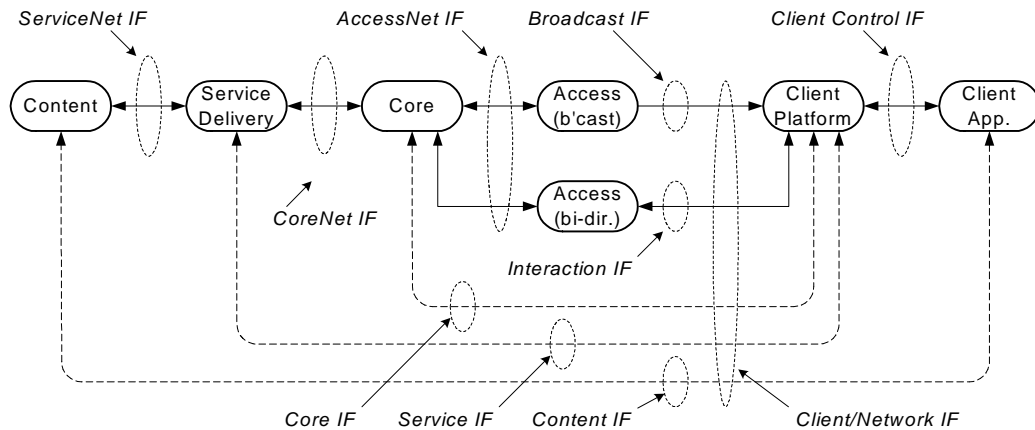 ServiceNet IF
AccessNet IF
Broadcast IF
Client Control IF
Content
Service
Delivery
Core
Access
(b'cast)
Client
Platform
Client
App.
Access
(bi-dir.)
CoreNet IF
Interaction IF
Core IF
Service IF
Content IF
Client/Network IF